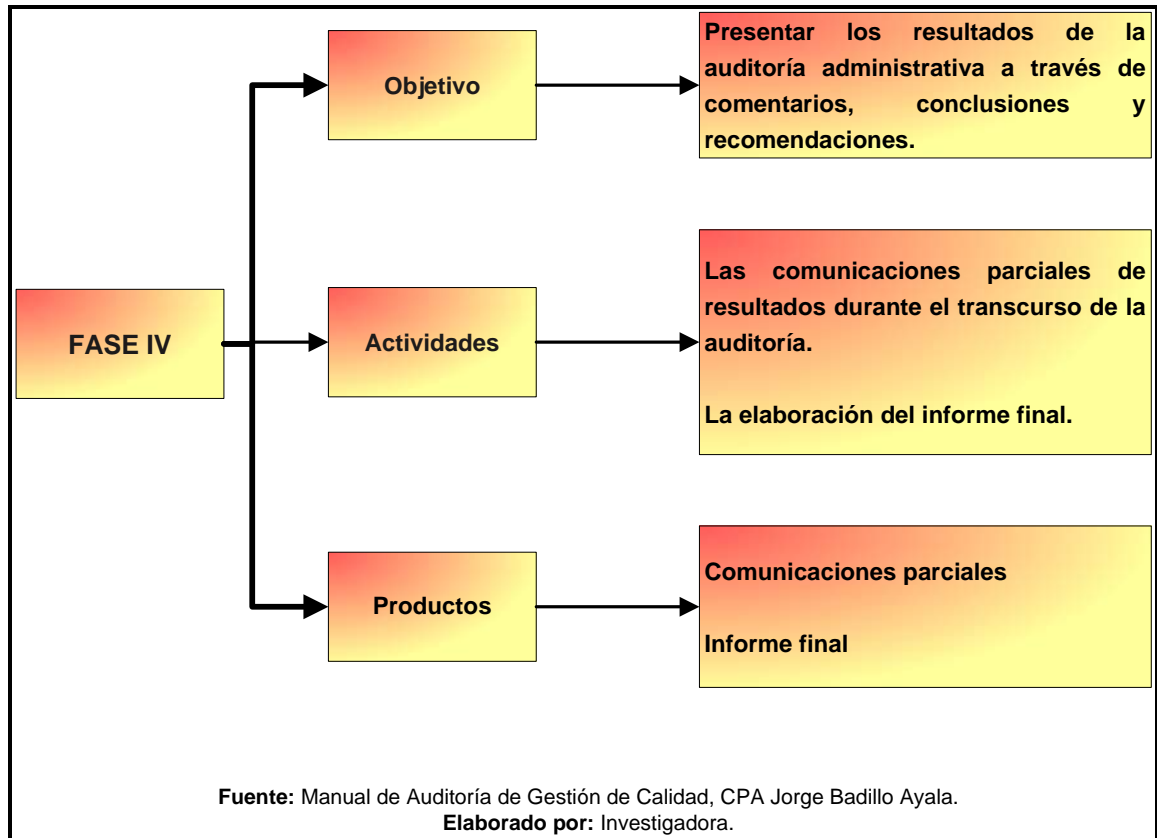 Objetivo
Presentar los resultados de la
auditoría administrativa a través de
comentarios, conclusiones y
recomendaciones.
FASE IV
Actividades
Las comunicaciones parciales de
resultados durante el transcurso de la
auditoría.
La elaboración del informe final.
Productos
Comunicaciones parciales
Informe final
Fuente: Manual de Auditoría de Gestión de Calidad, CPA Jorge Badillo Ayala.
Elaborado por: Investigadora.